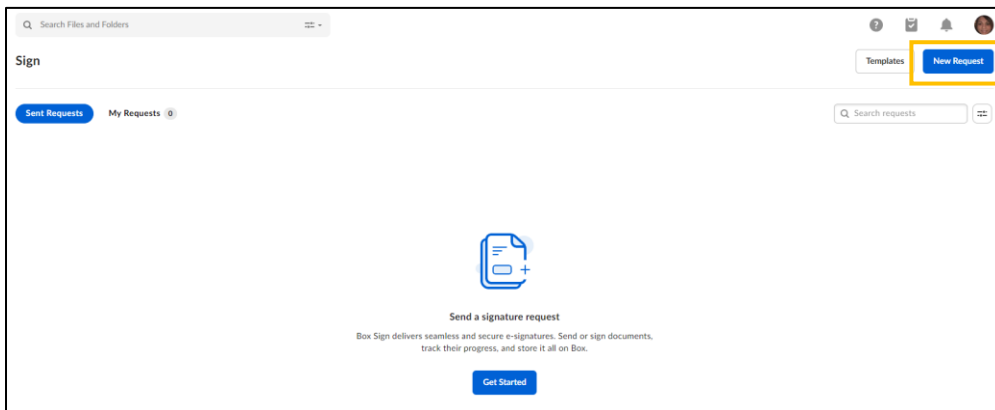 Search Files and Folders
Sign
Templates
New Request
Sent Requests
My Requests 0
Search requests
Send a signature request
Box Sign delivers seamless and secure e-signatures. Send or sign documents,
track their progress, and store it all on Box.
Get Started